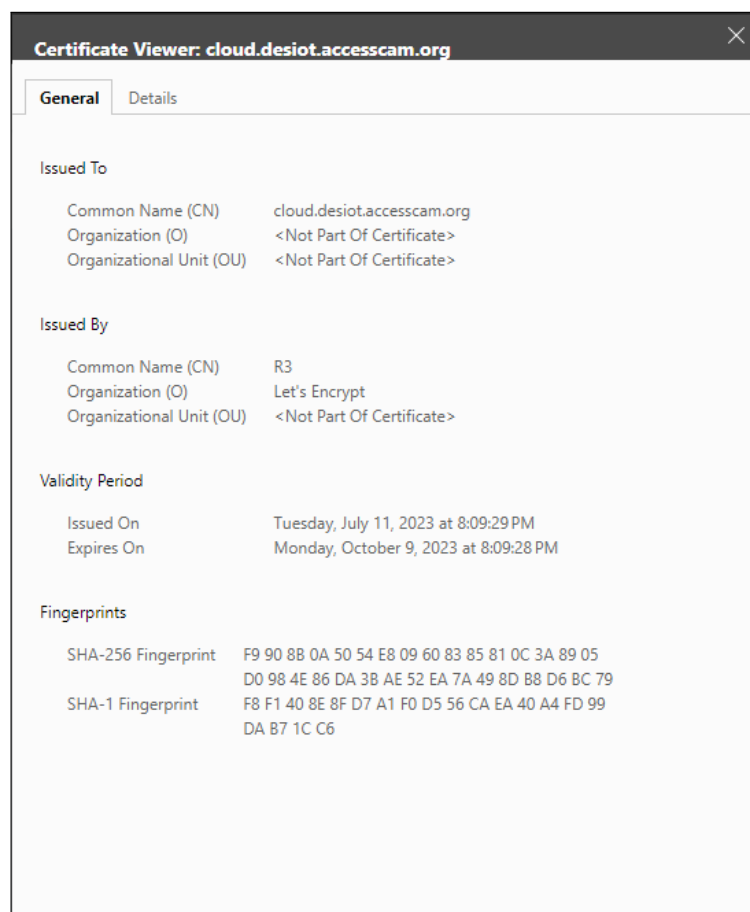 Certificate Viewer: cloud.desiot.accesscam.org
General Details
Issued To
Common Name (CN) cloud.desiot.accesscam.org
Organization (O) <Not Part Of Certificate>
Organizational Unit (OU) <Not Part Of Certificate>
Issued By
Common Name (CN) R3
Organization (O) Let's Encrypt
Organizational Unit (OU) <Not Part Of Certificate>
Validity Period
Issued On Tuesday, July 11, 2023 at 8:09:29 PM
Expires On Monday, October 9, 2023 at 8:09:28 PM
Fingerprints
SHA-256 Fingerprint F9 90 8B 0A 50 54 E8 09 60 83 85 81 0C 3A 89 05
D0 98 4E 86 DA 3B AE 52 EA 7A 49 8D B8 D6 BC 79
SHA-1 Fingerprint F8 F1 40 8E 8F D7 A1 F0 D5 56 CA EA 40 A4 FD 99
DA B7 1C C6